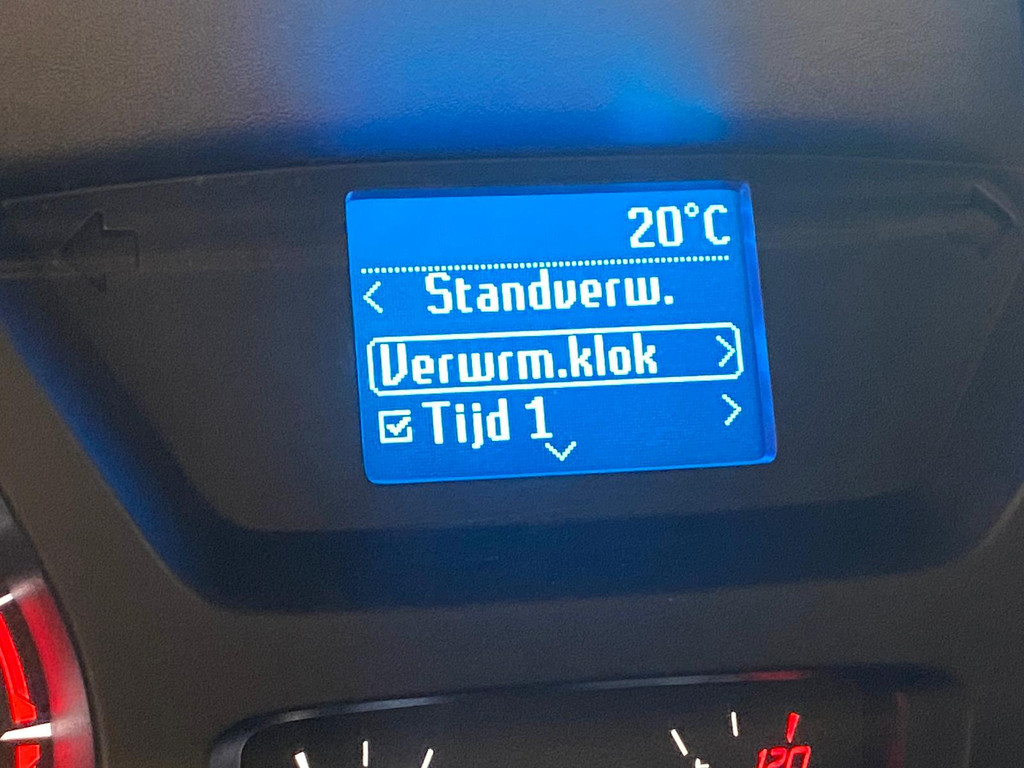 20°C
< Standverw.
Verwrm.klok >
☑ Tijd 1 >
120